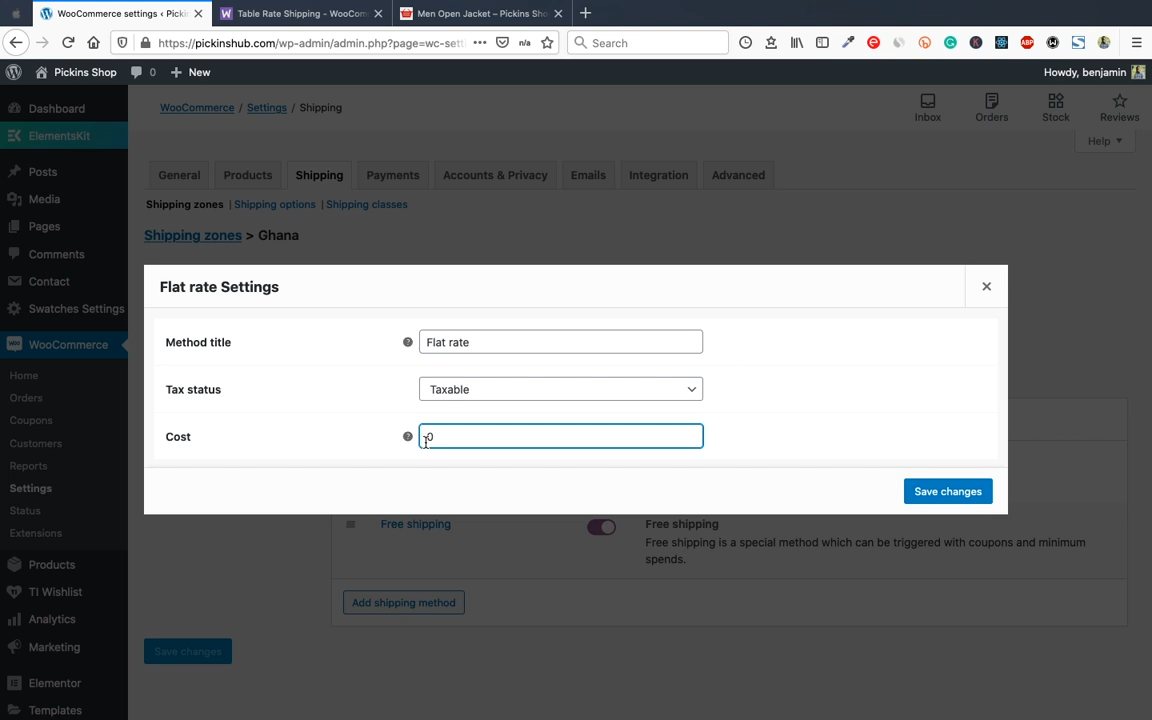 WooCommerce settings ‹ Picki
Table Rate Shipping - WooCom
Men Open Jacket – Pickins Sho
https://pickinshub.com/wp-admin/admin.php?page=wc-setti
n/a
Search
ABP
Pickins Shop
0
New
Howdy, benjamin
Dashboard
ElementsKit
Posts
Media
Pages
Comments
Contact
Swatches Settings
WooCommerce
Home
Orders
Coupons
Customers
Reports
Settings
Status
Extensions
Products
TI Wishlist
Analytics
Marketing
Elementor
Templates
WooCommerce / Settings / Shipping
Inbox
Orders
Stock
Reviews
Help
General
Products
Shipping
Payments
Accounts & Privacy
Emails
Integration
Advanced
Shipping zones | Shipping options | Shipping classes
Shipping zones > Ghana
Flat rate Settings
Method title
Flat rate
Tax status
Taxable
Cost
0
Save changes
Free shipping
Free shipping
Free shipping is a special method which can be triggered with coupons and minimum
spends.
Add shipping method
Save changes